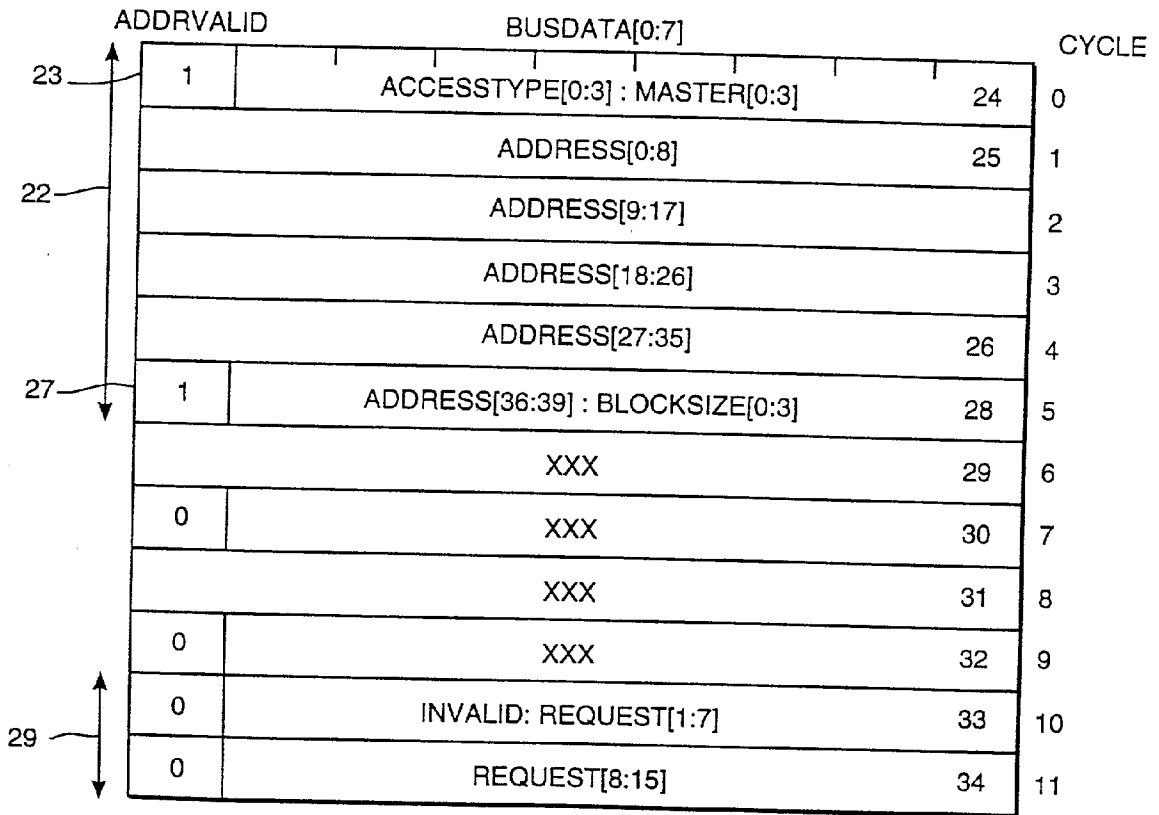 ADDRVALID BUSDATA[0:7] CYCLE
23 1 ACCESSTYPE[0:3] : MASTER[0:3] 24 0
ADDRESS[0:8] 25 1
22 ADDRESS[9:17] 2
ADDRESS[18:26] 3
ADDRESS[27:35] 26 4
27 1 ADDRESS[36:39] : BLOCKSIZE[0:3] 28 5
XXX 29 6
0 XXX 30 7
XXX 31 8
0 XXX 32 9
0 INVALID: REQUEST[1:7] 33 10
29
0 REQUEST[8:15] 34 11